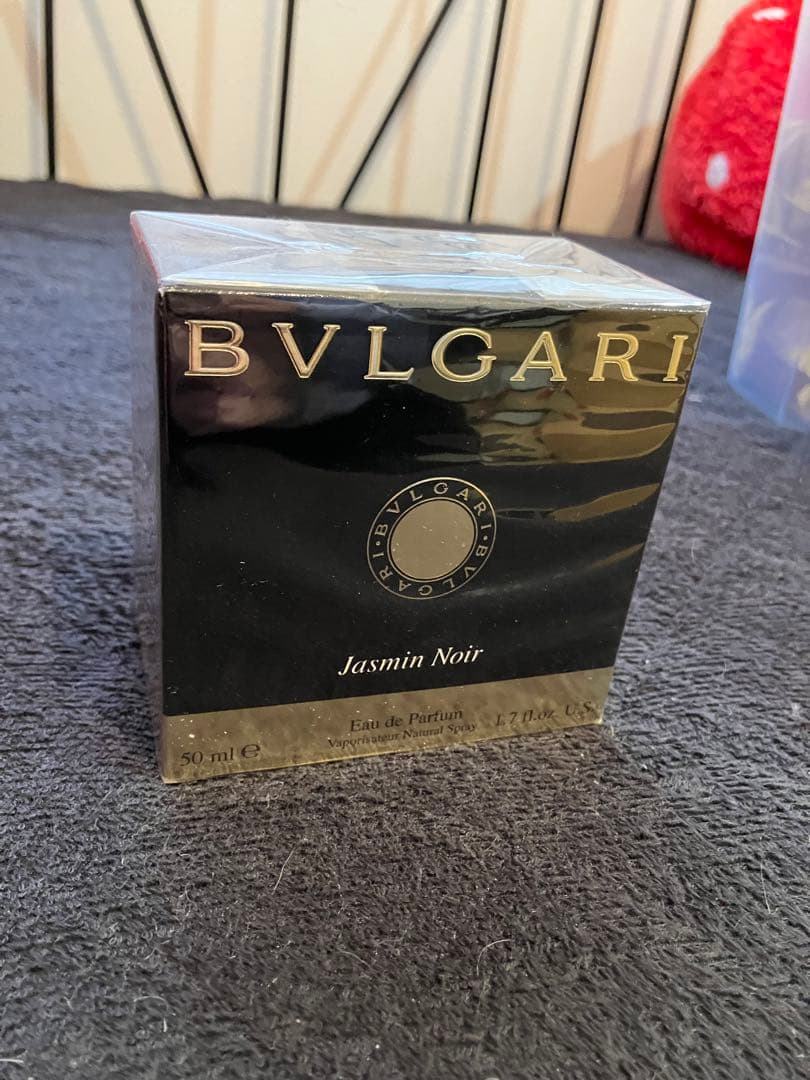 BVLGARI
BVLGARI•BVLGARI•
Jasmin Noir
Eau de Parfum
50 ml ℮ Vaporisateur Natural Spray 1.7 fl.oz U.S.